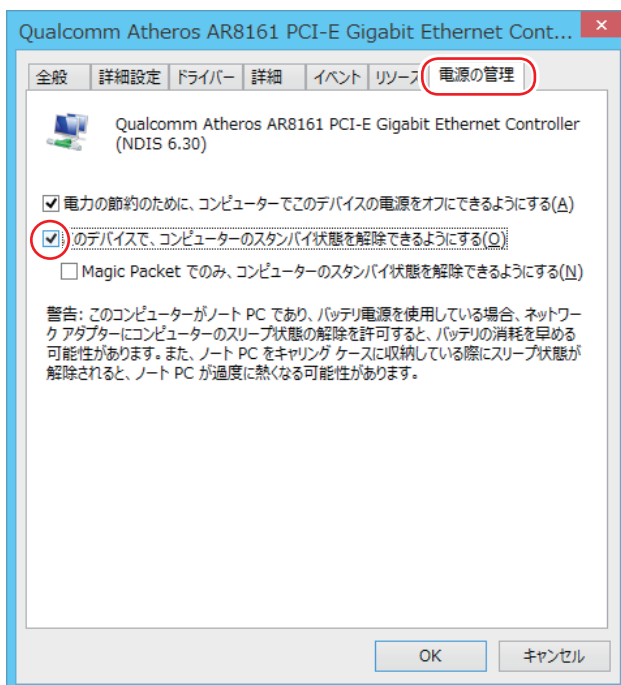 Qualcomm Atheros AR8161 PCI-E Gigabit Ethernet Cont...
全般 詳細設定 ドライバー 詳細 イベント リソース 電源の管理
Qualcomm Atheros AR8161 PCI-E Gigabit Ethernet Controller
(NDIS 6.30)
電力の節約のために、コンピューターでこのデバイスの電源をオフにできるようにする(A)
このデバイスで、コンピューターのスタンバイ状態を解除できるようにする(O)
Magic Packet でのみ、コンピューターのスタンバイ状態を解除できるようにする(N)
警告: このコンピューターがノート PC であり、バッテリ電源を使用している場合、ネットワー
ク アダプターにコンピューターのスリープ状態の解除を許可すると、バッテリの消耗を早める
可能性があります。また、ノート PC をキャリング ケースに収納している際にスリープ状態が
解除されると、ノート PC が過度に熱くなる可能性があります。
OK キャンセル